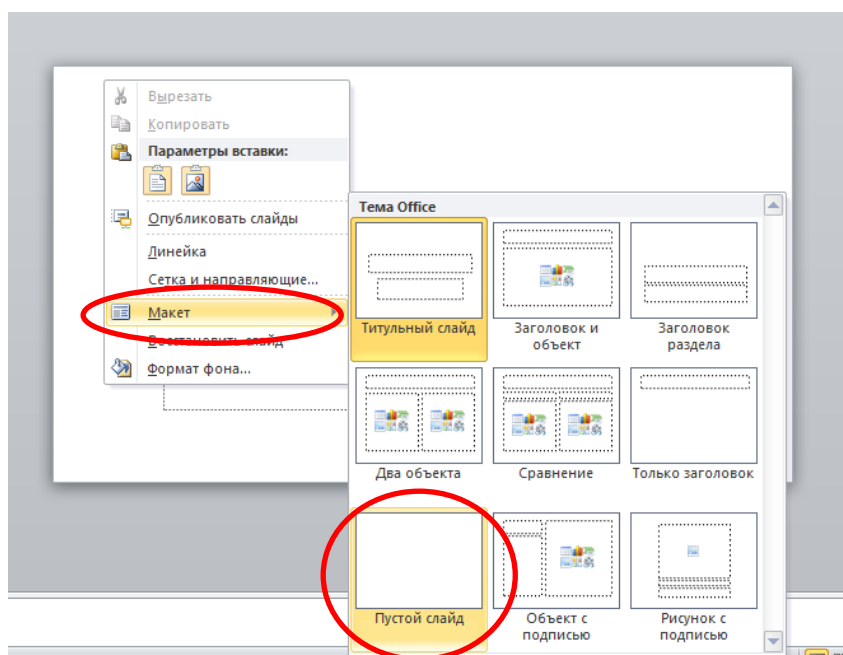 Вырезать
Копировать
Параметры вставки:
Опубликовать слайды
Линейка
Сетка и направляющие...
Макет
Восстановить слайд
Формат фона...
Тема Office
Титульный слайд
Заголовок и
объект
Заголовок
раздела
Два объекта
Сравнение
Только заголовок
Пустой слайд
Объект с
подписью
Рисунок с
подписью